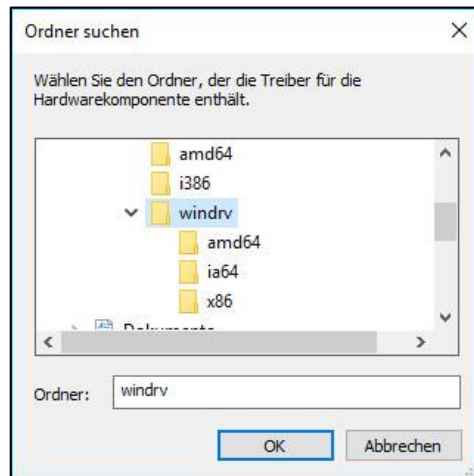 Ordner suchen
Wählen Sie den Ordner, der die Treiber für die
Hardwarekomponente enthält.
amd64
i386
windrv
amd64
ia64
x86
Ordner: windrv
OK Abbrechen